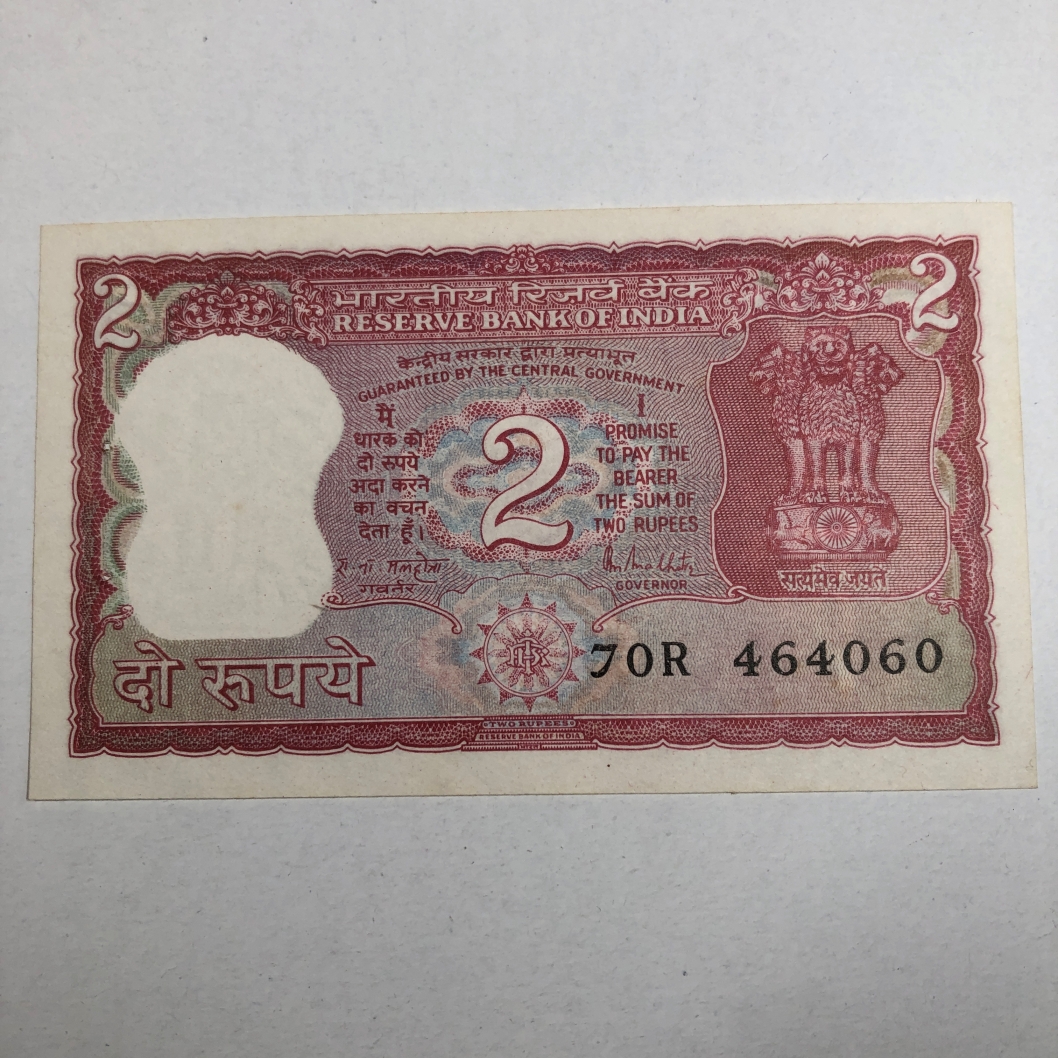 2
2
भारतीय रिज़र्व बैंक
RESERVE BANK OF INDIA
केन्द्रीय सरकार द्वारा प्रत्याभूत
GUARANTEED BY THE CENTRAL GOVERNMENT
मैं
धारक को
दो रुपये
अदा करने
का वचन
देता हूँ।
गवर्नर
2
I
PROMISE
TO PAY THE
BEARER
THE SUM OF
TWO RUPEES
GOVERNOR
सत्यमेव जयते
दो रूपये
70R 464060
TWO RUPEES
RESERVE BANK OF INDIA